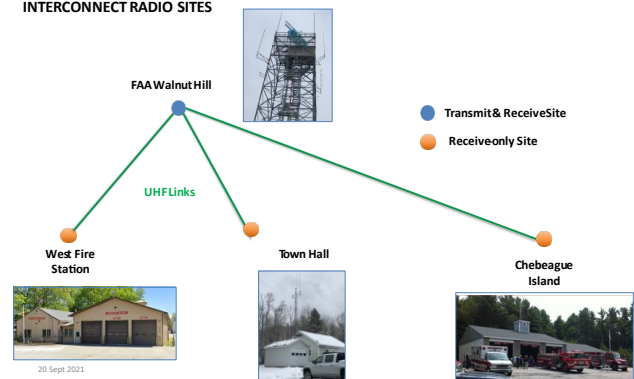 INTERCONNECT RADIO SITES
FAA Walnut Hill
Transmit & Receive Site
Receive-only Site
UHF Links
West Fire
Station
Town Hall
Chebeague
Island
20 Sept 2021